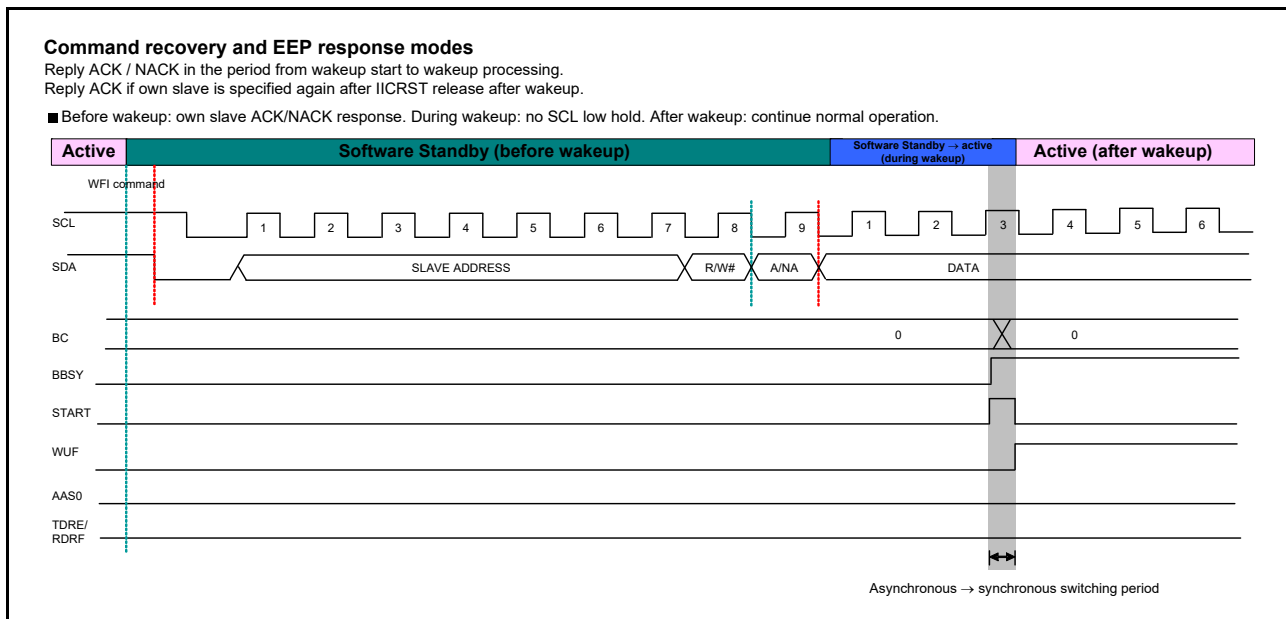 Command recovery and EEP response modes
Reply ACK / NACK in the period from wakeup start to wakeup processing.
Reply ACK if own slave is specified again after IICRST release after wakeup.
■ Before wakeup: own slave ACK/NACK response. During wakeup: no SCL low hold. After wakeup: continue normal operation.
Active
Software Standby (before wakeup)
Software Standby → active
(during wakeup)
Active (after wakeup)
WFI command
SCL 1 2 3 4 5 6 7 8 9 1 2 3 4 5 6
SDA SLAVE ADDRESS R/W# A/NA DATA
BC 0 0
BBSY
START
WUF
AAS0
TDRE/
RDRF
Asynchronous → synchronous switching period